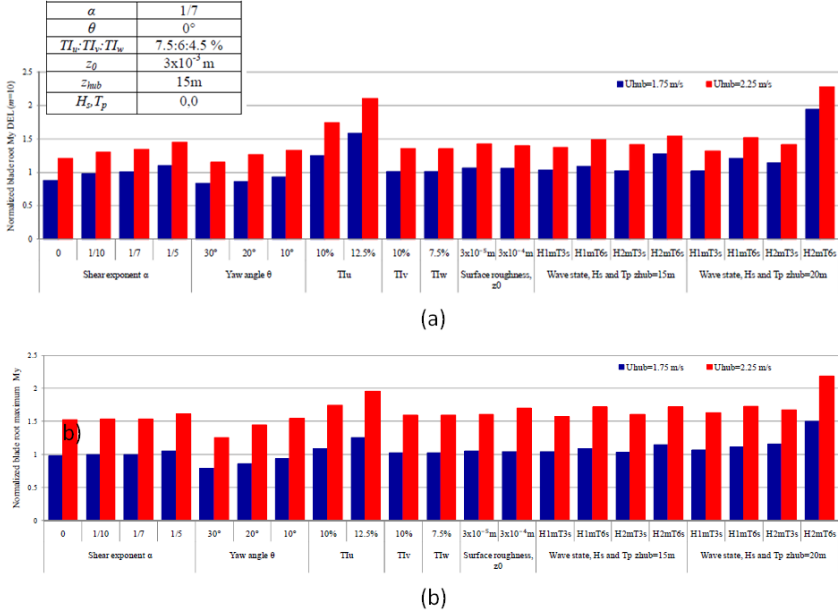 α 1/7
θ 0°
TIu:TIv:TIw 7.5:6:4.5 %
z0 3x10⁻³ m
zhub 15m
Hs,Tp 0,0
Normalized blade root My DEL (m=10)
2.5
2
1.5
1
0.5
0
Uhub=1.75 m/s Uhub=2.25 m/s
0 1/10 1/7 1/5 30° 20° 10° 10% 12.5% 10% 7.5% 3x10⁻⁵m 3x10⁻⁴m H1mT3s H1mT6s H2mT3s H2mT6s H1mT3s H1mT6s H2mT3s H2mT6s
Shear exponent α Yaw angle θ TIu TIv TIw Surface roughness, z0 Wave state, Hs and Tp zhub=15m Wave state, Hs and Tp zhub=20m
(a)
Normalized blade root maximum My
2.5
2
1.5
1
0.5
0
Uhub=1.75 m/s Uhub=2.25 m/s
b)
0 1/10 1/7 1/5 30° 20° 10° 10% 12.5% 10% 7.5% 3x10⁻⁵m 3x10⁻⁴m H1mT3s H1mT6s H2mT3s H2mT6s H1mT3s H1mT6s H2mT3s H2mT6s
Shear exponent α Yaw angle θ TIu TIv TIw Surface roughness, z0 Wave state, Hs and Tp zhub=15m Wave state, Hs and Tp zhub=20m
(b)